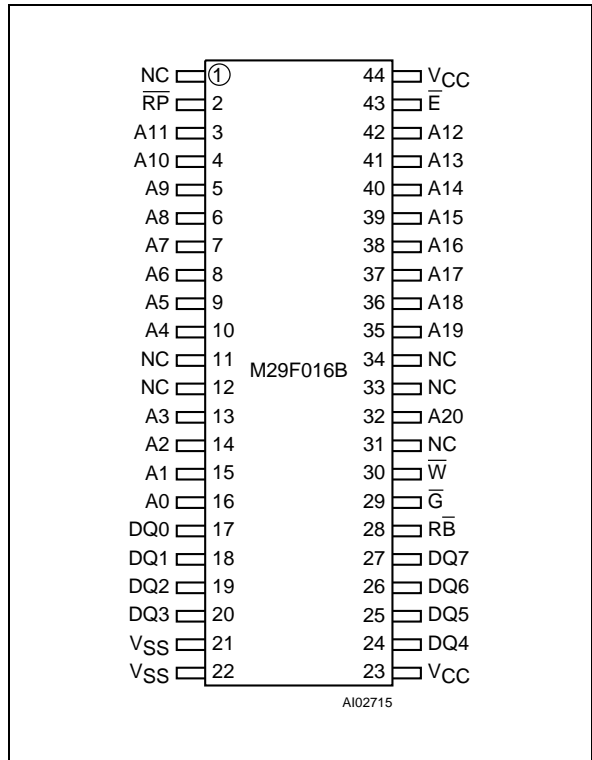 NC 1 44 VCC
R̅P̅ 2 43 E̅
A11 3 42 A12
A10 4 41 A13
A9 5 40 A14
A8 6 39 A15
A7 7 38 A16
A6 8 37 A17
A5 9 36 A18
A4 10 35 A19
NC 11 34 NC
M29F016B
NC 12 33 NC
A3 13 32 A20
A2 14 31 NC
A1 15 30 W̅
A0 16 29 G̅
DQ0 17 28 RB̅
DQ1 18 27 DQ7
DQ2 19 26 DQ6
DQ3 20 25 DQ5
VSS 21 24 DQ4
VSS 22 23 VCC
AI02715